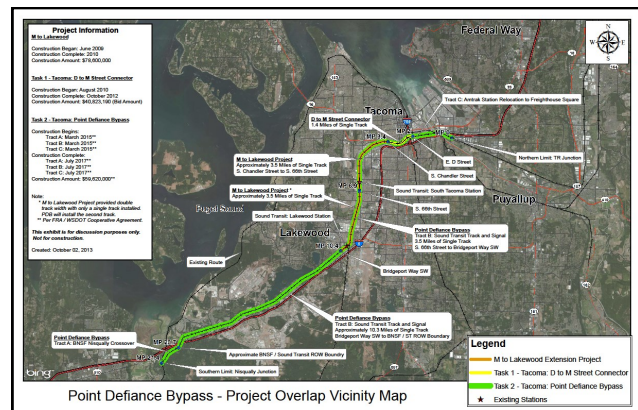 Project Information
M to Lakewood
Construction Began: June 2009
Construction Complete: 2010
Construction Amount: $78,600,000
Task 1 - Tacoma: D to M Street Connector
Construction Began: August 2010
Construction Complete: October 2012
Construction Amount: $40,823,190 (Bid Amount)
Task 2 - Tacoma: Point Defiance Bypass
Construction Begins:
Tract A: March 2015**
Tract B: March 2015**
Tract C: March 2015**
Construction Complete:
Tract A: July 2017**
Tract B: July 2017**
Tract C: July 2017**
Construction Amount: $59,620,000**
Note:
* M to Lakewood Project provided double
track width with only a single track installed.
PDB will install the second track.
** Per FRA / WSDOT Cooperative Agreement.
This exhibit is for discussion purposes only.
Not for construction.
Created: October 02, 2013
Federal Way
N
W
E
S
Tract C: Amtrak Station Relocation to Freighthouse Square
Tacoma
D to M Street Connector
1.4 Miles of Single Track
E. D Street
Northern Limit: TR Junction
S. Chandler Street
M to Lakewood Project
Approximately 3.5 Miles of Single Track
S. Chandler Street to S. 66th Street
Puyallup
Sound Transit: South Tacoma Station
M to Lakewood Project *
Approximately 3.5 Miles of Single Track
S. 66th Street
Puget Sound
Sound Transit: Lakewood Station
Point Defiance Bypass
Tract B: Sound Transit Track and Signal
3.5 Miles of Single Track
S. 66th Street to Bridgeport Way SW
Lakewood
MP 10.4
Existing Route
Bridgeport Way SW
Point Defiance Bypass
Tract B: Sound Transit Track and Signal
Approximately 10.3 Miles of Single Track
Bridgeport Way SW to BNSF / ST ROW Boundary
Point Defiance Bypass
Tract A: BNSF Nisqually Crossover
Approximate BNSF / Sound Transit ROW Boundry
Southern Limit: Nisqually Junction
bing
Legend
M to Lakewood Extension Project
Task 1 - Tacoma: D to M Street Connector
Task 2 - Tacoma: Point Defiance Bypass
Existing Stations
Point Defiance Bypass - Project Overlap Vicinity Map